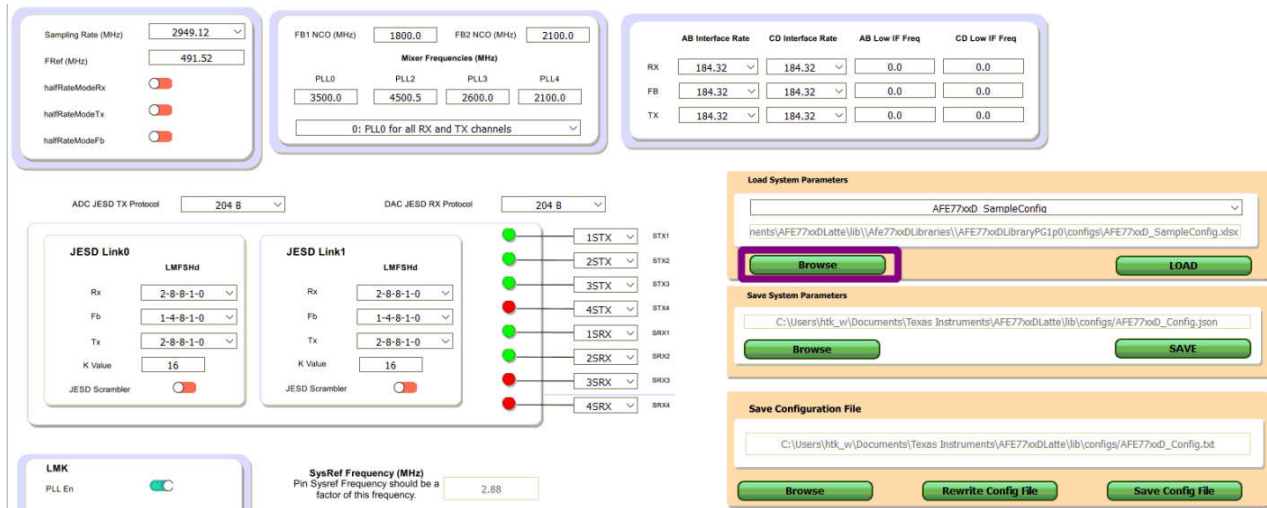 Sampling Rate (MHz) 2949.12
FRef (MHz) 491.52
halfRateModeRx
halfRateModeTx
halfRateModeFb
FB1 NCO (MHz) 1800.0 FB2 NCO (MHz) 2100.0
Mixer Frequencies (MHz)
PLL0 PLL2 PLL3 PLL4
3500.0 4500.5 2600.0 2100.0
0: PLL0 for all RX and TX channels
AB Interface Rate CD Interface Rate AB Low IF Freq CD Low IF Freq
RX 184.32 184.32 0.0 0.0
FB 184.32 184.32 0.0 0.0
TX 184.32 184.32 0.0 0.0
ADC JESD TX Protocol 204 B DAC JESD RX Protocol 204 B
JESD Link0
LMFSHd
Rx 2-8-8-1-0
Fb 1-4-8-1-0
Tx 2-8-8-1-0
K Value 16
JESD Scrambler
JESD Link1
LMFSHd
Rx 2-8-8-1-0
Fb 1-4-8-1-0
Tx 2-8-8-1-0
K Value 16
JESD Scrambler
1STX STX1
2STX STX2
3STX STX3
4STX STX4
1SRX SRX1
2SRX SRX2
3SRX SRX3
4SRX SRX4
Load System Parameters
AFE77xxD_SampleConfig
nents\AFE77xxDLatte\lib\\Afe77xxDLibraries\\AFE77xxDLibraryPG1p0\configs\AFE77xxD_SampleConfig.xlsx
Browse LOAD
Save System Parameters
C:\Users\htk_w\Documents\Texas Instruments\AFE77xxDLatte\lib\configs/AFE77xxD_Config.json
Browse SAVE
Save Configuration File
C:\Users\htk_w\Documents\Texas Instruments\AFE77xxDLatte\lib\configs/AFE77xxD_Config.txt
Browse Rewrite Config File Save Config File
LMK
PLL En
SysRef Frequency (MHz)
Pin Sysref Frequency should be a
factor of this frequency.
2.88